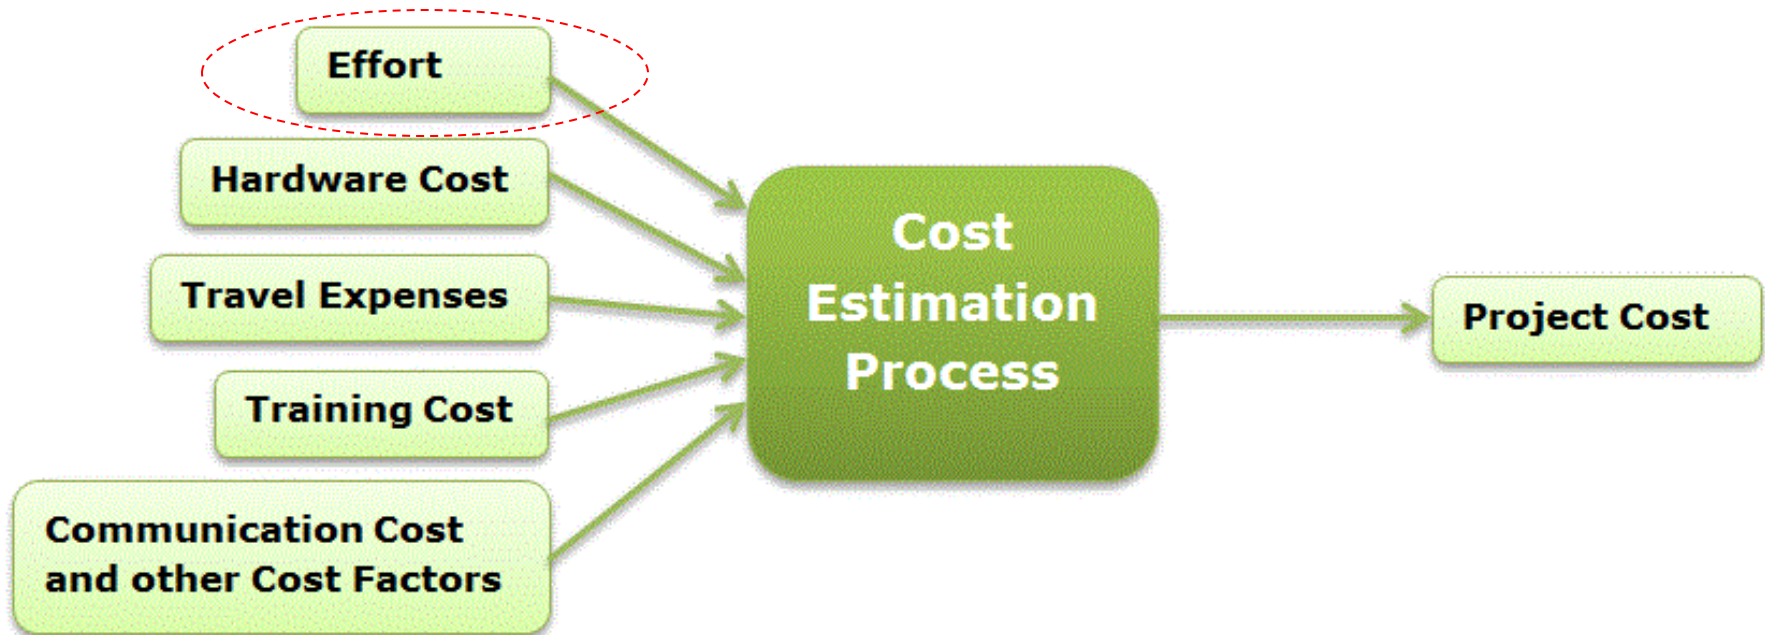 Effort
Hardware Cost
Travel Expenses
Training Cost
Communication Cost
and other Cost Factors
Cost
Estimation
Process
Project Cost